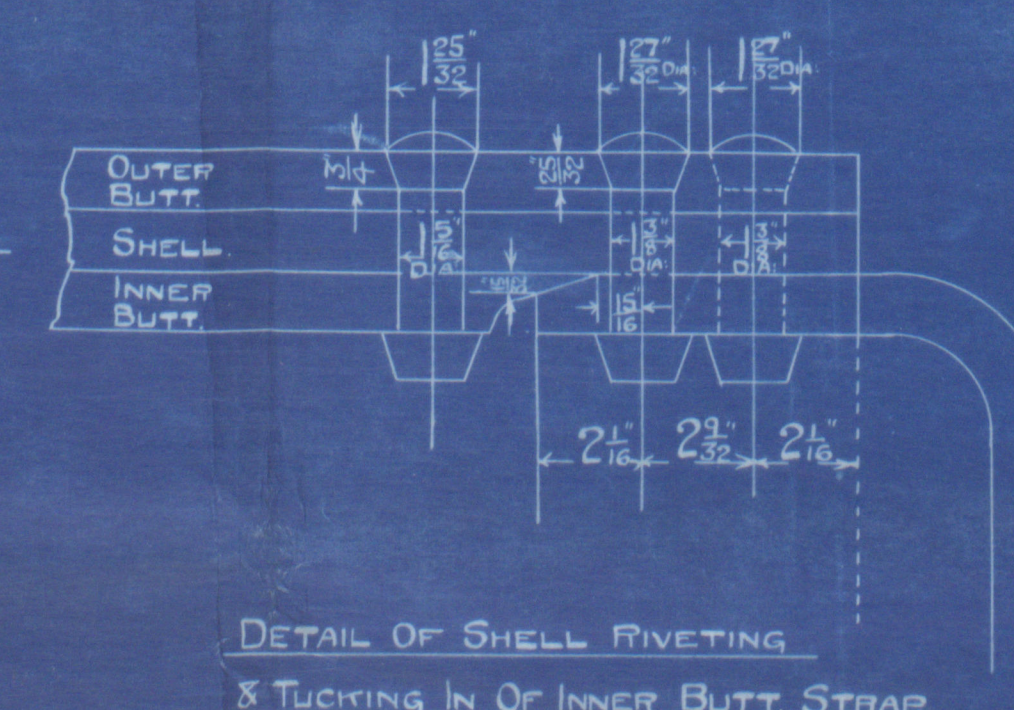 1 25/32"
1 27/32" DIA.
1 27/32" DIA.
3/4"
25/32"
OUTER
BUTT.
SHELL.
INNER
BUTT.
1 5/16" DIA.
1 3/8" DIA.
1 3/8" DIA.
15/16"
2 1/16"
2 9/32"
2 1/16"
DETAIL OF SHELL RIVETING
& TUCKING IN OF INNER BUTT STRAP